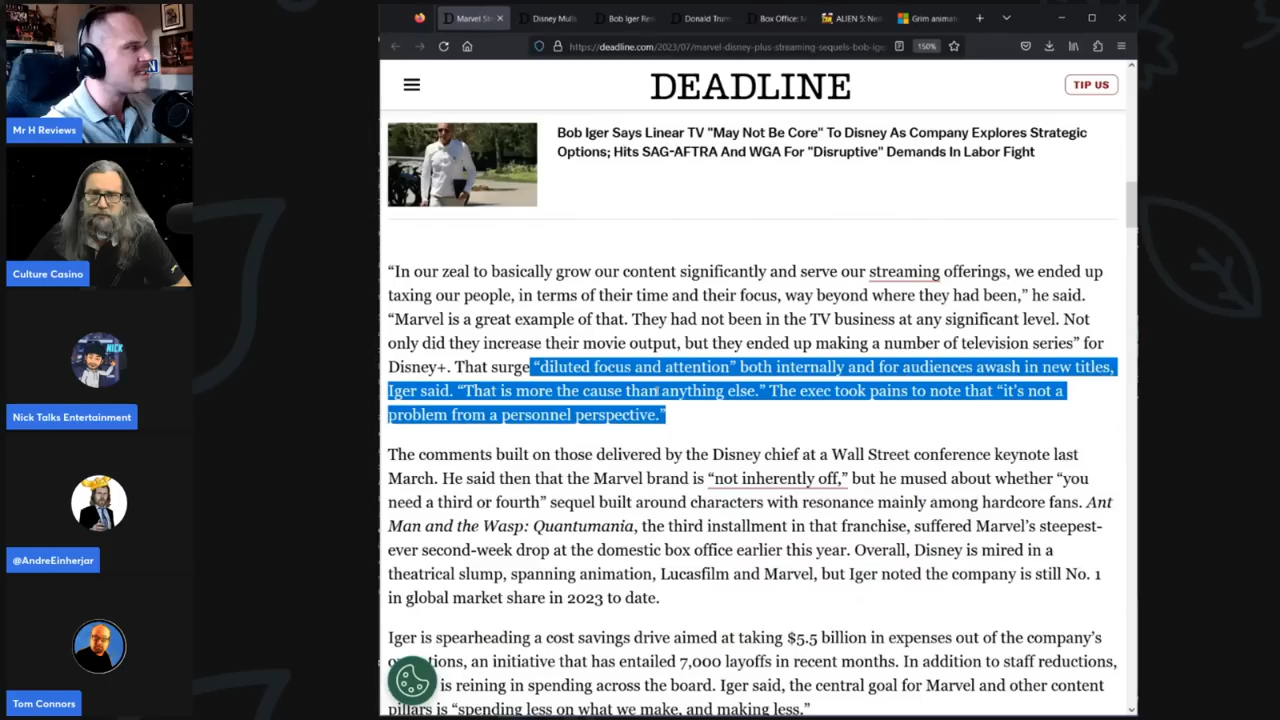 Mr H Reviews
Culture Casino
NICK
Nick Talks Entertainment
@AndreEinherjar
Tom Connors
Marvel St
Disney Mulls
Bob Iger Res
Donald Trum
Box Office: M
ALIEN 5: New
Grim animat
https://deadline.com/2023/07/marvel-disney-plus-streaming-sequels-bob-ige
150%
DEADLINE
TIP US
Bob Iger Says Linear TV "May Not Be Core" To Disney As Company Explores Strategic
Options; Hits SAG-AFTRA And WGA For "Disruptive" Demands In Labor Fight
“In our zeal to basically grow our content significantly and serve our streaming offerings, we ended up
taxing our people, in terms of their time and their focus, way beyond where they had been,” he said.
“Marvel is a great example of that. They had not been in the TV business at any significant level. Not
only did they increase their movie output, but they ended up making a number of television series” for
Disney+. That surge “diluted focus and attention” both internally and for audiences awash in new titles,
Iger said. “That is more the cause than anything else.” The exec took pains to note that “it’s not a
problem from a personnel perspective.”
The comments built on those delivered by the Disney chief at a Wall Street conference keynote last
March. He said then that the Marvel brand is “not inherently off,” but he mused about whether “you
need a third or fourth” sequel built around characters with resonance mainly among hardcore fans. Ant
Man and the Wasp: Quantumania, the third installment in that franchise, suffered Marvel’s steepest-
ever second-week drop at the domestic box office earlier this year. Overall, Disney is mired in a
theatrical slump, spanning animation, Lucasfilm and Marvel, but Iger noted the company is still No. 1
in global market share in 2023 to date.
Iger is spearheading a cost savings drive aimed at taking $5.5 billion in expenses out of the company’s
an initiative that has entailed 7,000 layoffs in recent months. In addition to staff reductions,
is reining in spending across the board. Iger said, the central goal for Marvel and other content
pillars is “spending less on what we make, and making less.”